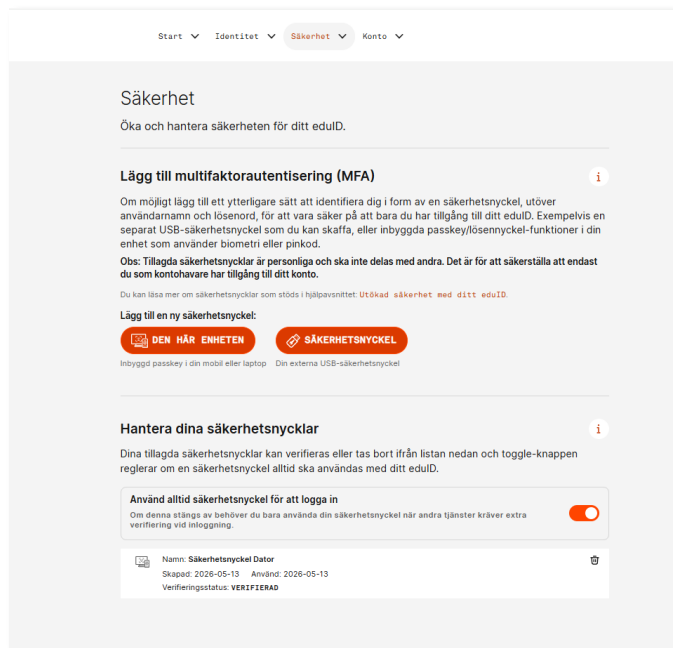 Start
Identitet
Säkerhet
Konto
Säkerhet
Öka och hantera säkerheten för ditt eduID.
Lägg till multifaktorautentisering (MFA)
i
Om möjligt lägg till ett ytterligare sätt att identifiera dig i form av en säkerhetsnyckel, utöver
användarnamn och lösenord, för att vara säker på att bara du har tillgång till ditt eduID. Exempelvis en
separat USB-säkerhetsnyckel som du kan skaffa, eller inbyggda passkey/lösennyckel-funktioner i din
enhet som använder biometri eller pinkod.
Obs: Tillagda säkerhetsnycklar är personliga och ska inte delas med andra. Det är för att säkerställa att endast
du som kontohavare har tillgång till ditt konto.
Du kan läsa mer om säkerhetsnycklar som stöds i hjälpavsnittet: Utökad säkerhet med ditt eduID.
Lägg till en ny säkerhetsnyckel:
DEN HÄR ENHETEN
SÄKERHETSNYCKEL
Inbyggd passkey i din mobil eller laptop
Din externa USB-säkerhetsnyckel
Hantera dina säkerhetsnycklar
i
Dina tillagda säkerhetsnycklar kan verifieras eller tas bort ifrån listan nedan och toggle-knappen
reglerar om en säkerhetsnyckel alltid ska användas med ditt eduID.
Använd alltid säkerhetsnyckel för att logga in
Om denna stängs av behöver du bara använda din säkerhetsnyckel när andra tjänster kräver extra
verifiering vid inloggning.
Namn: Säkerhetsnyckel Dator
Skapad: 2026-05-13 Använd: 2026-05-13
Verifieringsstatus: VERIFIERAD